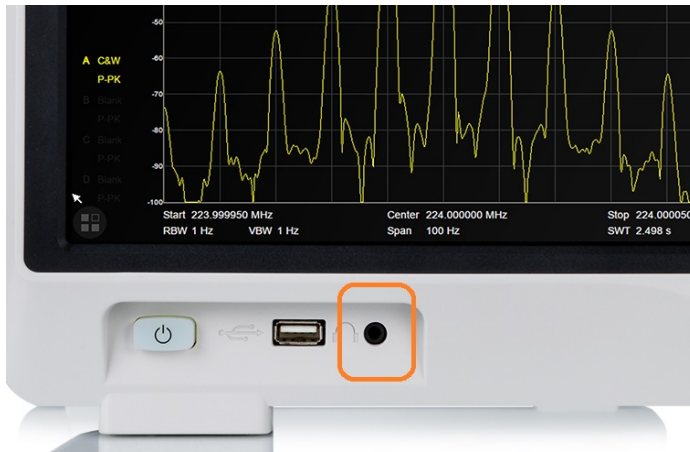 -50
A C&W
-60
P-PK
-70
B Blank
P-PK
-80
C Blank
P-PK
-90
D Blank
P-PK
-100
Start 223.999950 MHz Center 224.000000 MHz Stop 224.000050
RBW 1 Hz VBW 1 Hz Span 100 Hz SWT 2.498 s